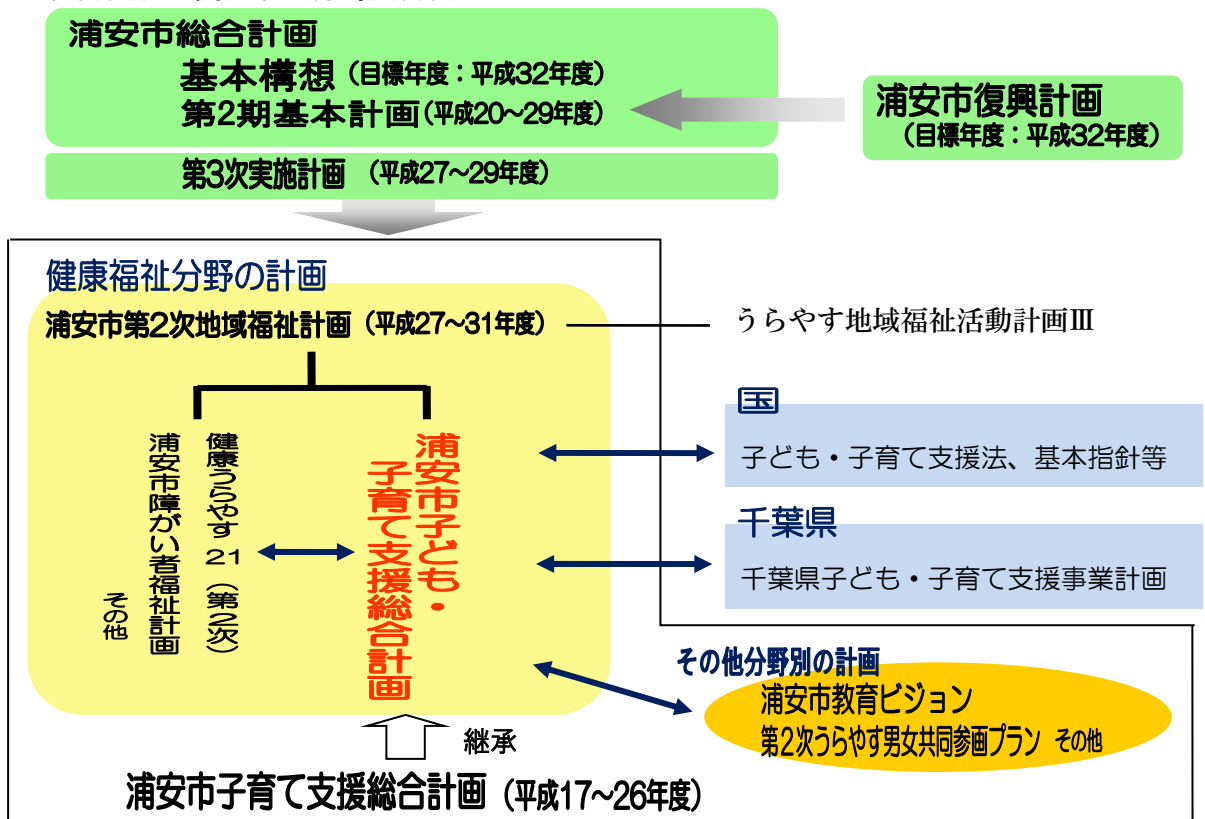 浦安市総合計画
基本構想（目標年度：平成32年度）
第2期基本計画（平成20～29年度）
浦安市復興計画
（目標年度：平成32年度）
第3次実施計画 （平成27～29年度）
健康福祉分野の計画
浦安市第2次地域福祉計画（平成27～31年度）
うらやす地域福祉活動計画Ⅲ
浦安市子ども・
子育て支援総合計画
健康うらやす 21（第2次）
浦安市障がい者福祉計画
その他
国
子ども・子育て支援法、基本指針等
千葉県
千葉県子ども・子育て支援事業計画
その他分野別の計画
浦安市教育ビジョン
第2次うらやす男女共同参画プラン その他
継承
浦安市子育て支援総合計画（平成17～26年度）